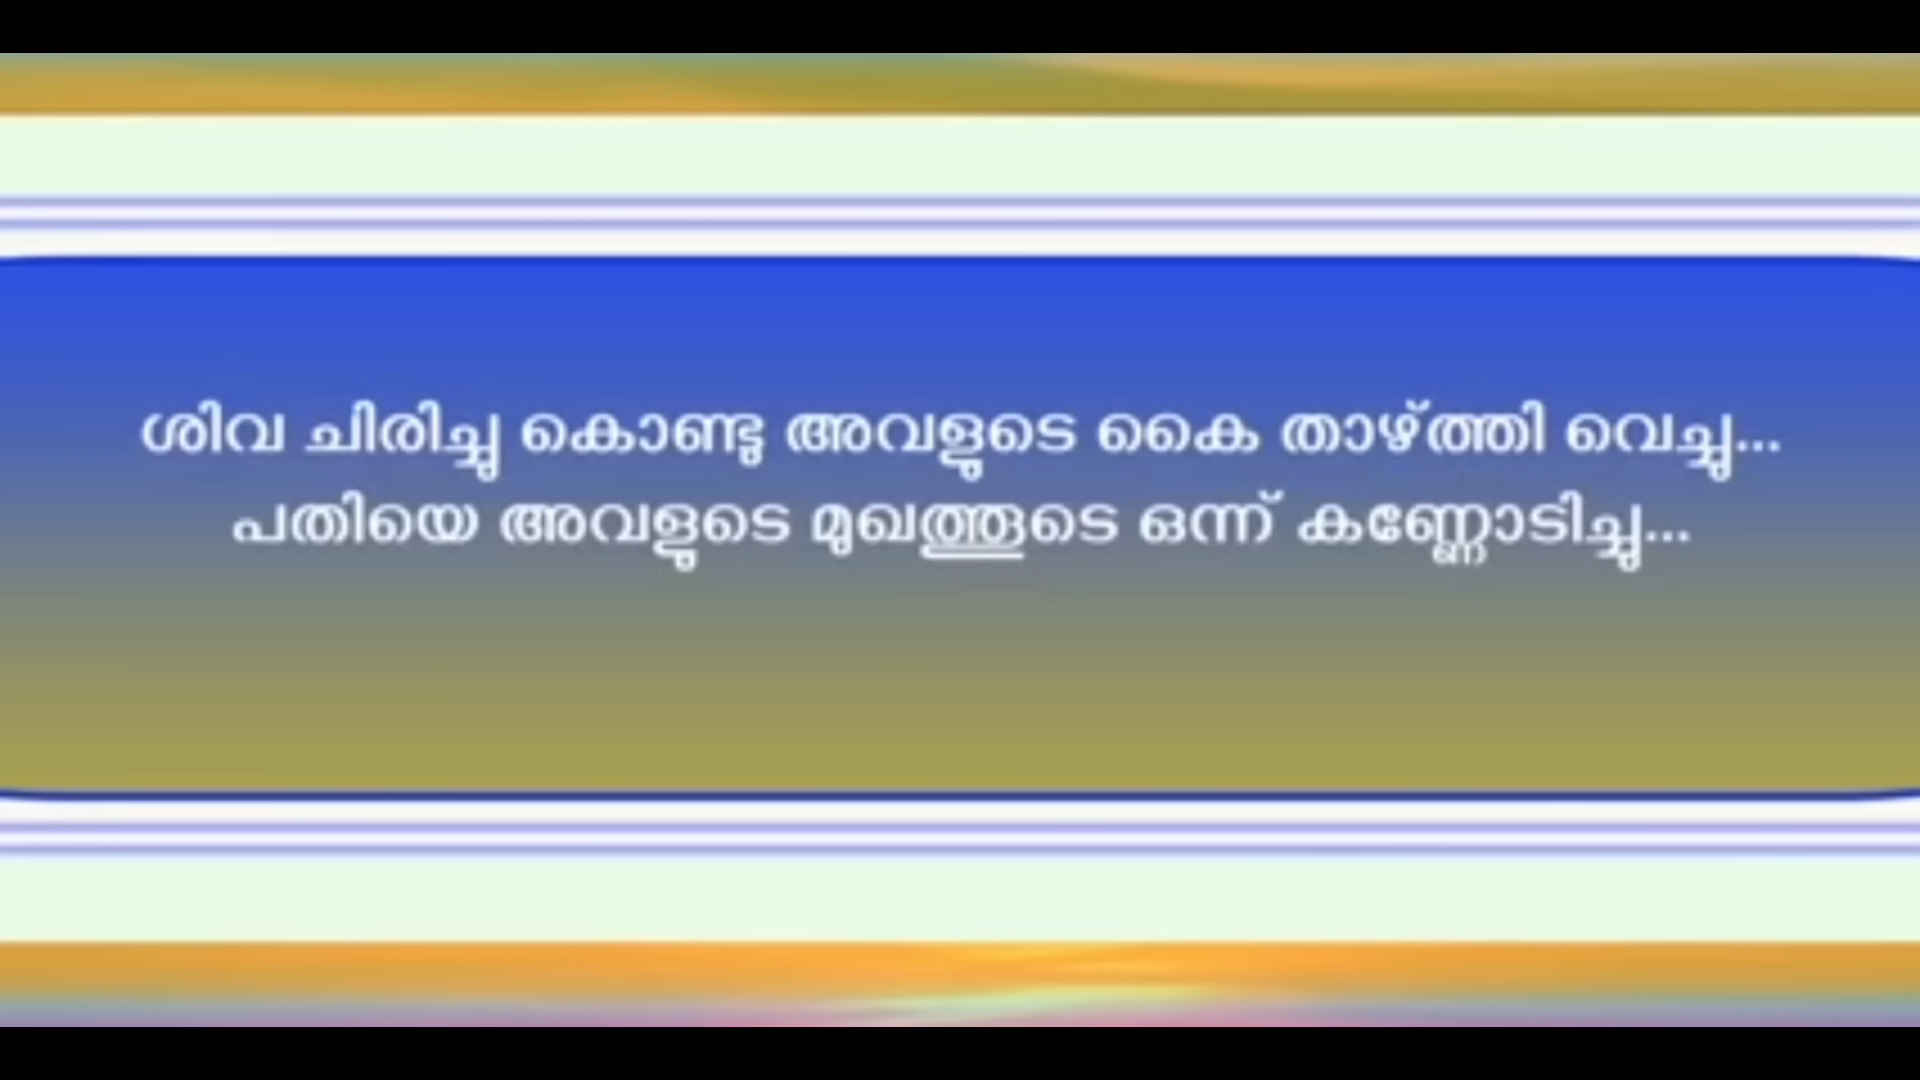 ശിവ ചിരിച്ചു കൊണ്ടു അവളുടെ കൈ താഴ്ത്തി വെച്ചു...
പതിയെ അവളുടെ മുഖത്തൂടെ ഒന്ന് കണ്ണോടിച്ചു...